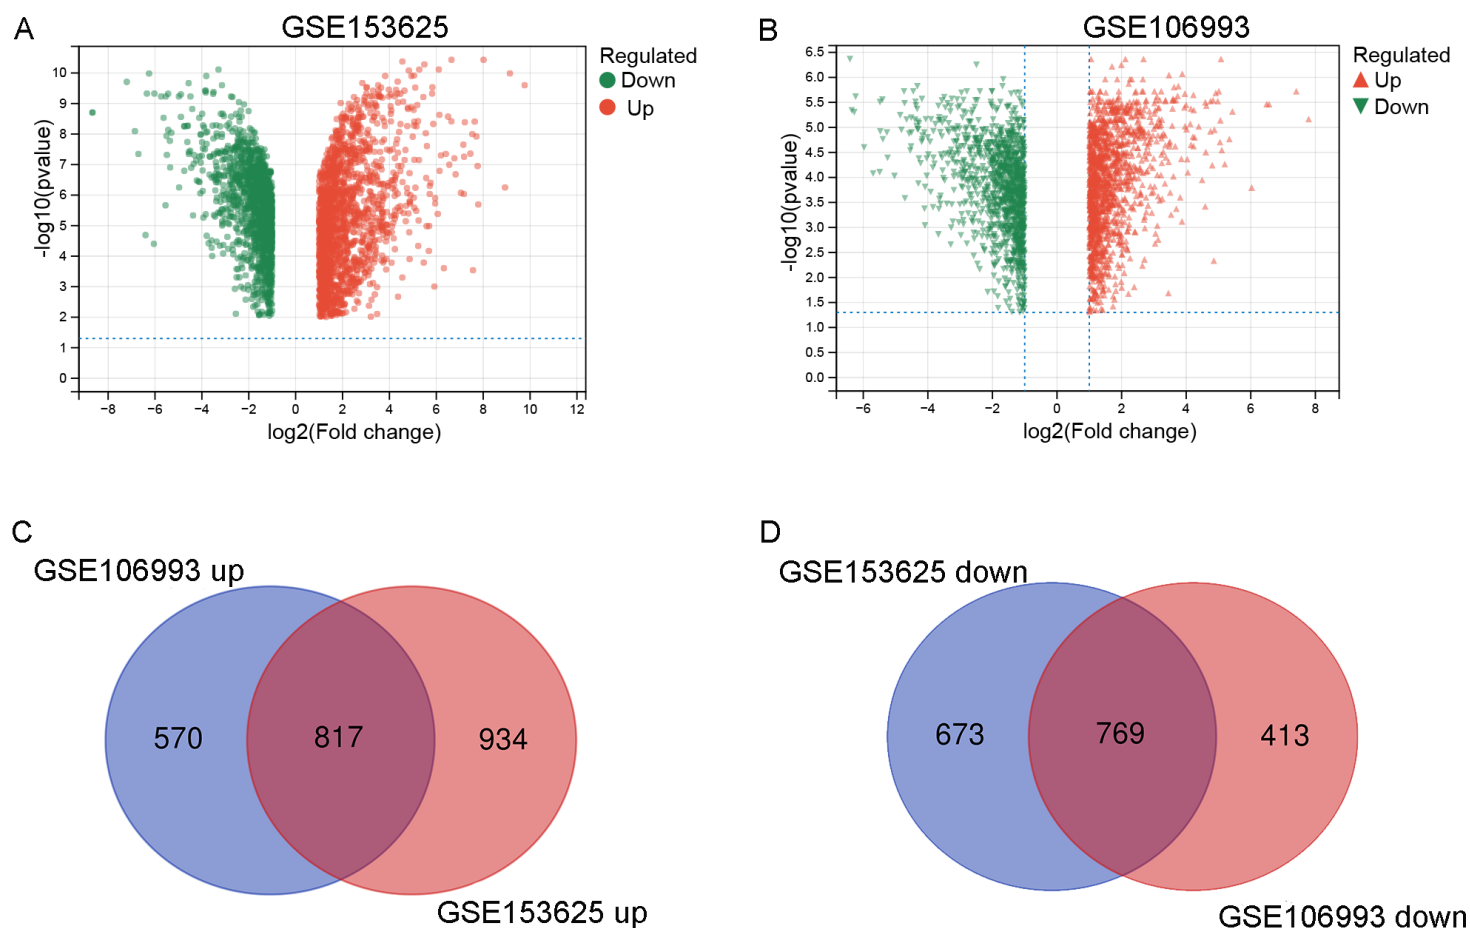 A
GSE153625
Regulated
Down
Up
10
9
8
7
6
5
4
3
2
1
0
-log10(pvalue)
−8 −6 −4 −2 0 2 4 6 8 10 12
log2(Fold change)
B
GSE106993
Regulated
Up
Down
6.5
6.0
5.5
5.0
4.5
4.0
3.5
3.0
2.5
2.0
1.5
1.0
0.5
0.0
-log10(pvalue)
−6 −4 −2 0 2 4 6 8
log2(Fold change)
C
GSE106993 up
570 817 934
GSE153625 up
D
GSE153625 down
673 769 413
GSE106993 down